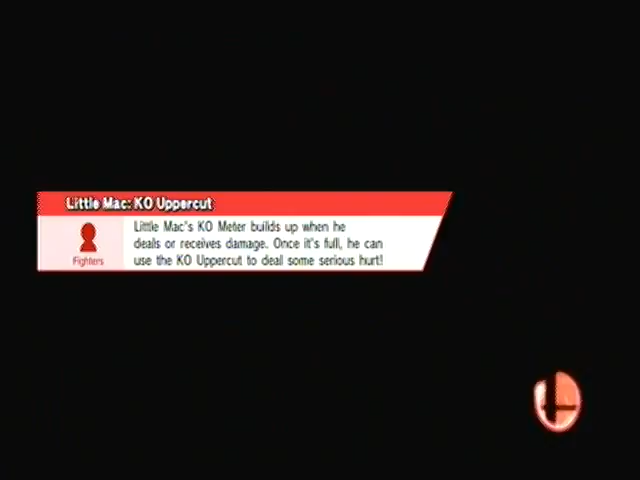 Little Mac: KO Uppercut
Little Mac's KO Meter builds up when he
deals or receives damage. Once it's full, he can
use the KO Uppercut to deal some serious hurt!
Fighters